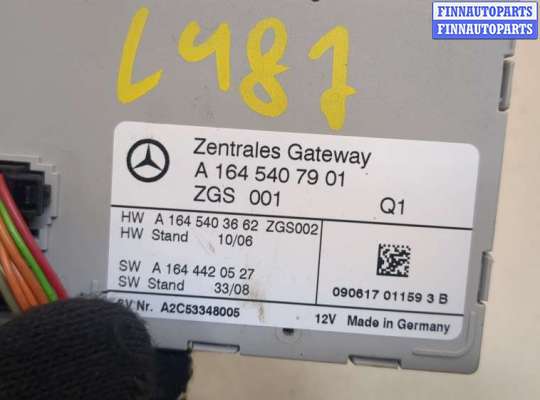 FINNAUTOPARTS
FINNAUTOPARTS
L487
Zentrales Gateway
A 164 540 79 01
ZGS 001 Q1
HW A 164 540 36 62 ZGS002
HW Stand 10/06
SW A 164 442 05 27
SW Stand 33/08
090617 01159 3 B
SV Nr. A2C53348005 12V Made in Germany